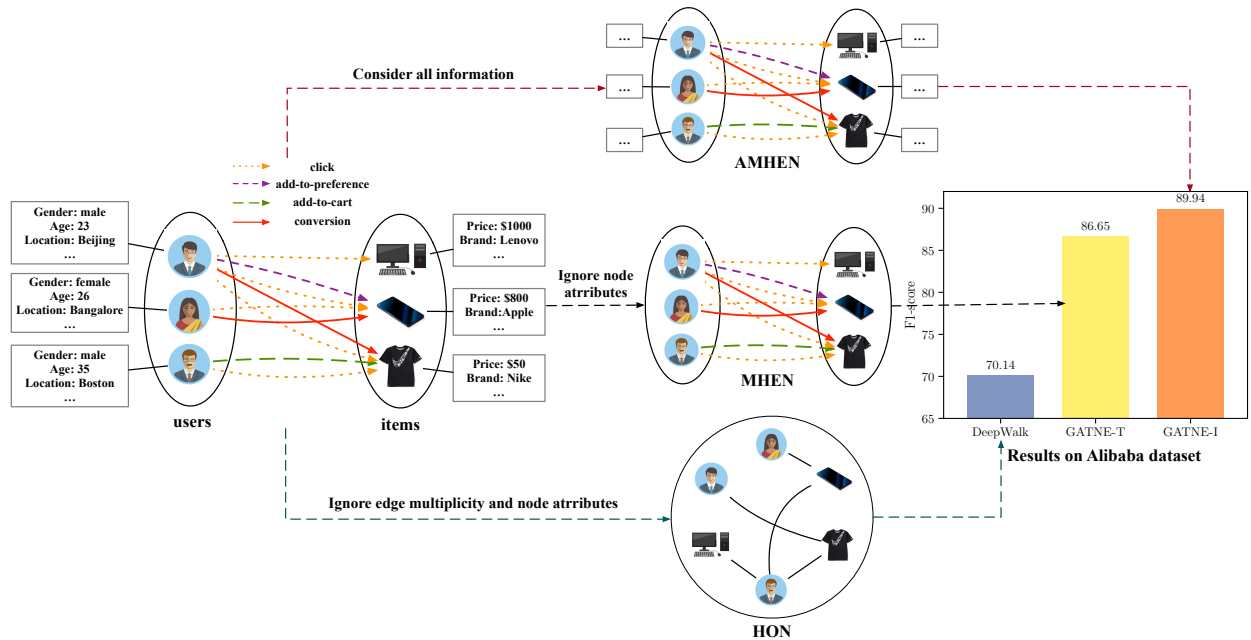 ...
...
...
...
...
...
AMHEN
Consider all information
click
add-to-preference
add-to-cart
conversion
Gender: male
Age: 23
Location: Beijing
...
Gender: female
Age: 26
Location: Bangalore
...
Gender: male
Age: 35
Location: Boston
...
users
items
Price: $1000
Brand: Lenovo
...
Price: $800
Brand:Apple
...
Price: $50
Brand: Nike
...
Ignore node
atrributes
MHEN
F1-score
90
85
80
75
70
65
70.14
86.65
89.94
DeepWalk
GATNE-T
GATNE-I
Results on Alibaba dataset
Ignore edge multiplicity and node atrributes
HON